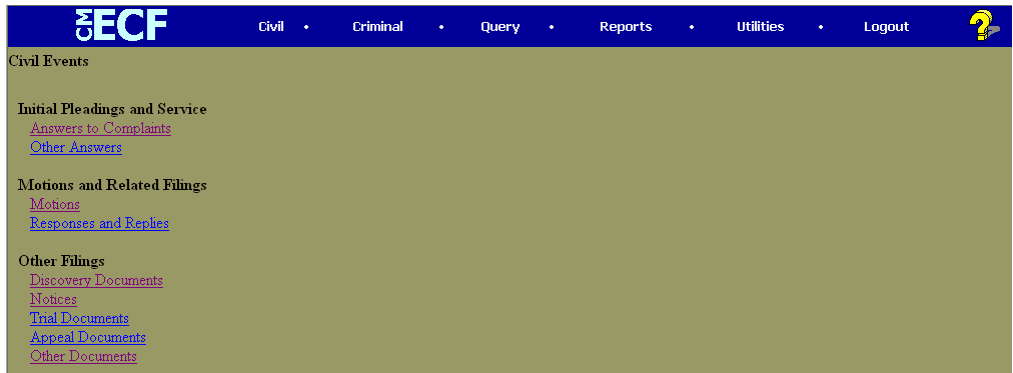 CM ECF Civil • Criminal • Query • Reports • Utilities • Logout ?
Civil Events
Initial Pleadings and Service
Answers to Complaints
Other Answers
Motions and Related Filings
Motions
Responses and Replies
Other Filings
Discovery Documents
Notices
Trial Documents
Appeal Documents
Other Documents